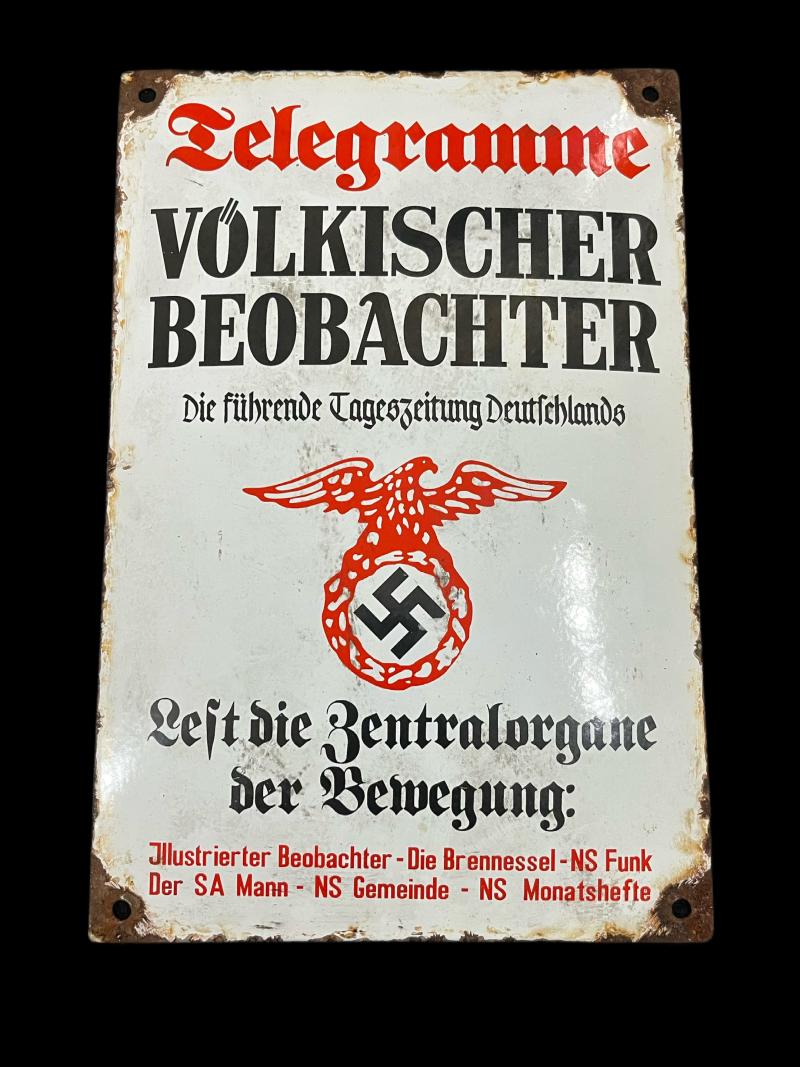 Telegramme
VÖLKISCHER
BEOBACHTER
Die führende Tageszeitung Deutſchlands
Leſt die Zentralorgane
der Bewegung:
Jllustrierter Beobachter - Die Brennessel - NS Funk
Der SA Mann - NS Gemeinde - NS Monatshefte